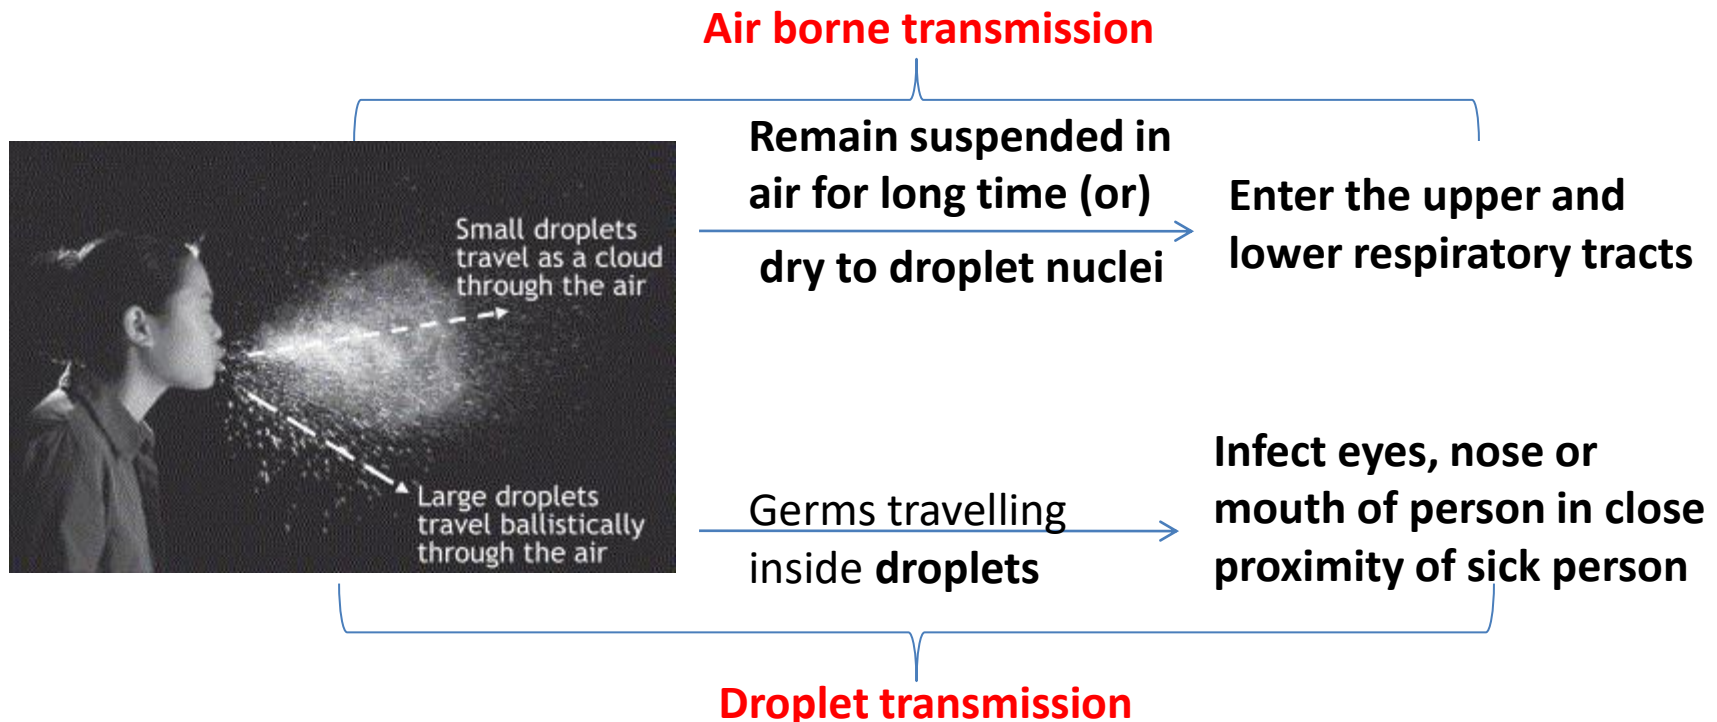 Air borne transmission
Remain suspended in
air for long time (or)
dry to droplet nuclei
Enter the upper and
lower respiratory tracts
Small droplets
travel as a cloud
through the air
Large droplets
travel ballistically
through the air
Germs travelling
inside droplets
Infect eyes, nose or
mouth of person in close
proximity of sick person
Droplet transmission